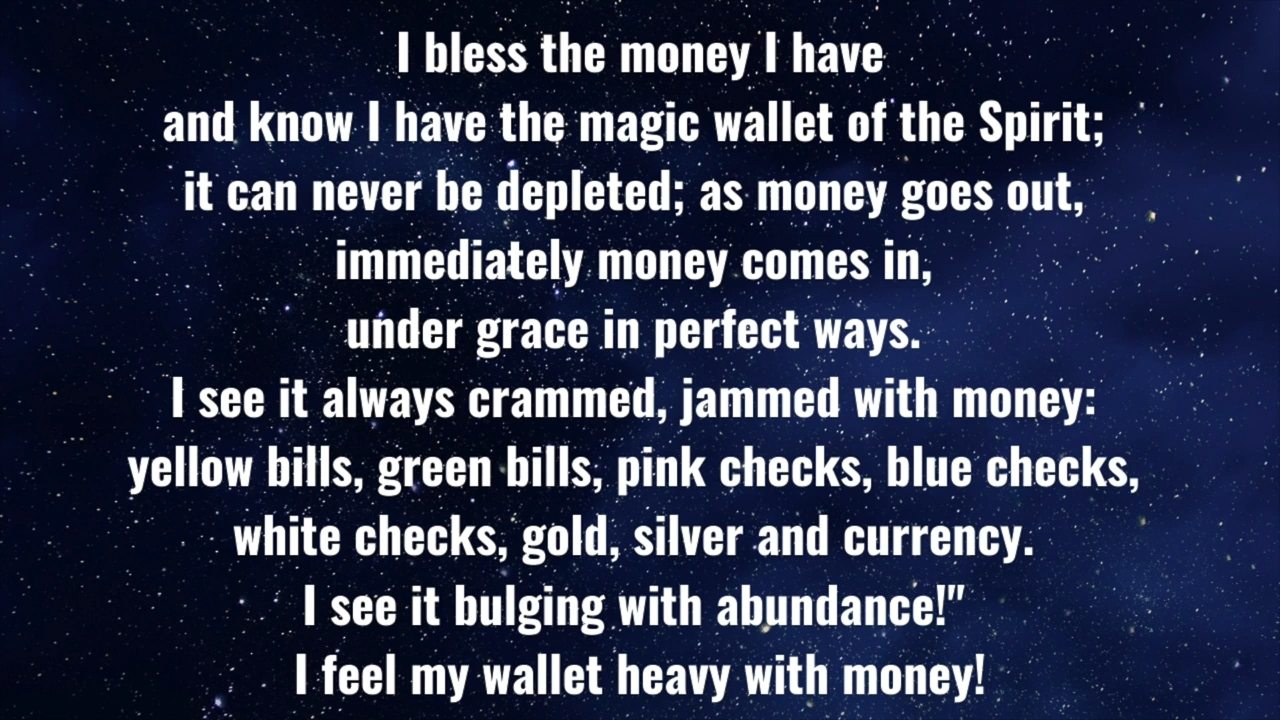 I bless the money I have
and know I have the magic wallet of the Spirit;
it can never be depleted; as money goes out,
immediately money comes in,
under grace in perfect ways.
I see it always crammed, jammed with money:
yellow bills, green bills, pink checks, blue checks,
white checks, gold, silver and currency.
I see it bulging with abundance!"
I feel my wallet heavy with money!